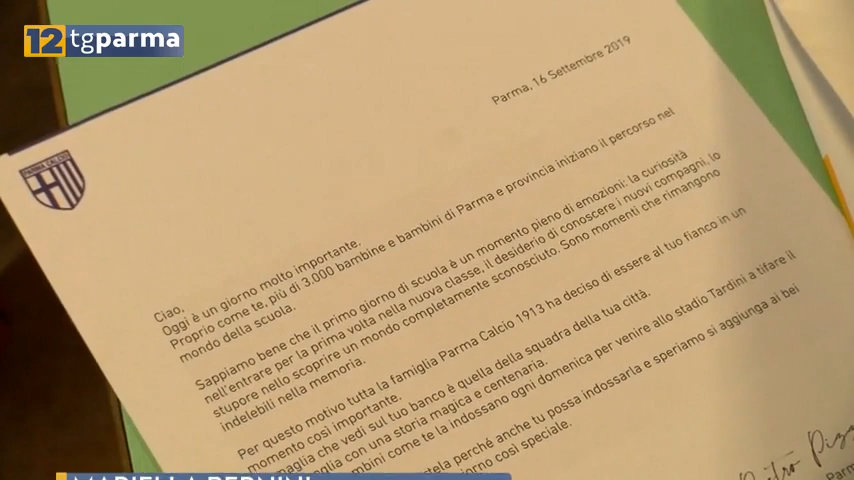 12 tgparma
PARMA CALCIO
Parma, 16 Settembre 2019
Ciao,
Oggi è un giorno molto importante.
Proprio come te, più di 3.000 bambine e bambini di Parma e provincia iniziano il percorso nel
mondo della scuola.
Sappiamo bene che il primo giorno di scuola è un momento pieno di emozioni: la curiosità
nell'entrare per la prima volta nella nuova classe, il desiderio di conoscere i nuovi compagni, lo
stupore nello scoprire un mondo completamente sconosciuto. Sono momenti che rimangono
indelebili nella memoria.
Per questo motivo tutta la famiglia Parma Calcio 1913 ha deciso di essere al tuo fianco in un
momento così importante.
maglia che vedi sul tuo banco è quella della squadra della tua città.
con una storia magica e centenaria.
bambini come te la indossano ogni domenica per venire allo stadio Tardini a tifare il
perché anche tu possa indossarla e speriamo si aggiunga ai bei
giorno così speciale.
MARIELLA BERNINI